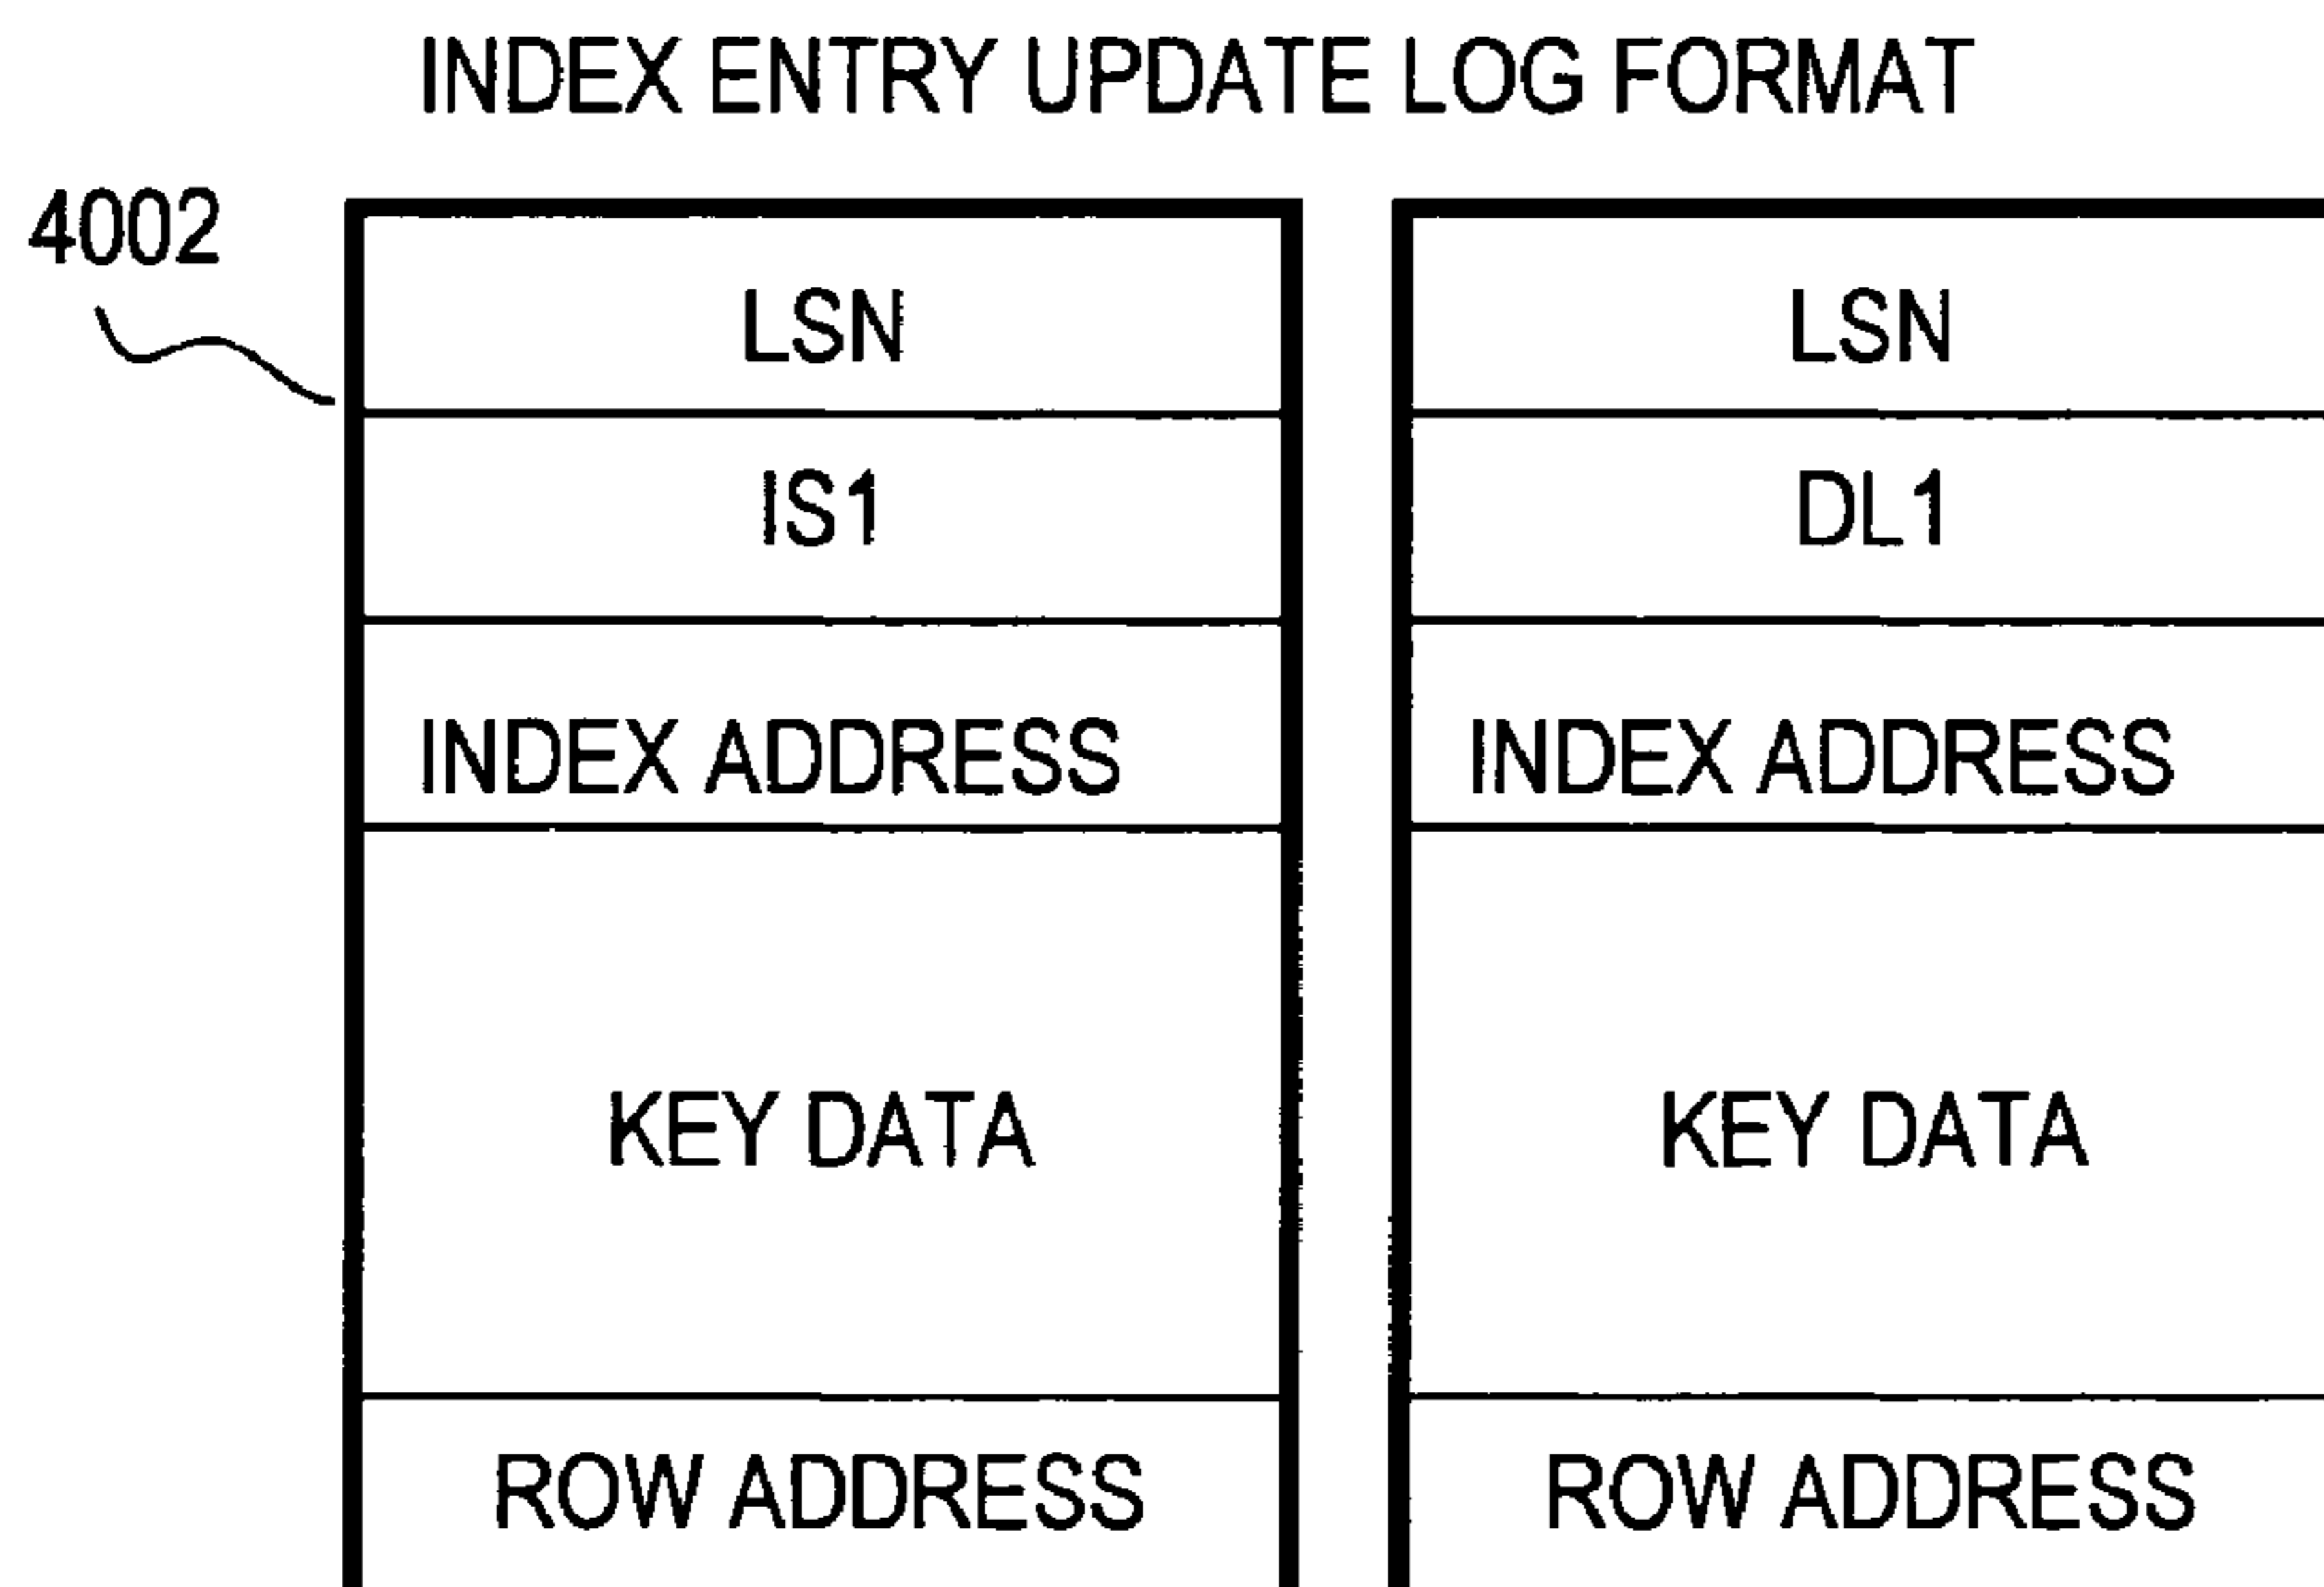 INDEX ENTRY UPDATE LOG FORMAT
4002
LSN
IS1
INDEX ADDRESS
KEY DATA
ROW ADDRESS
LSN
DL1
INDEX ADDRESS
KEY DATA
ROW ADDRESS